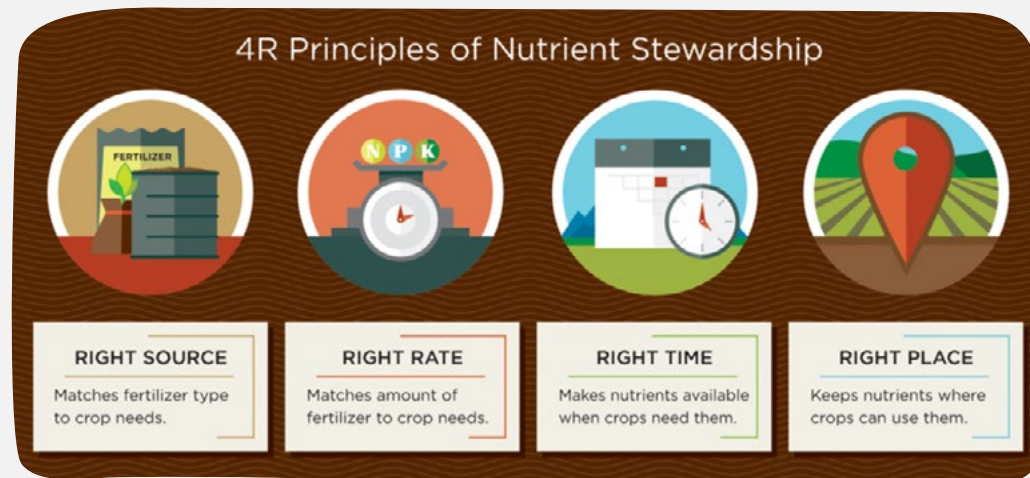 4R Principles of Nutrient Stewardship
FERTILIZER
N P K
RIGHT SOURCE
Matches fertilizer type
to crop needs.
RIGHT RATE
Matches amount of
fertilizer to crop needs.
RIGHT TIME
Makes nutrients available
when crops need them.
RIGHT PLACE
Keeps nutrients where
crops can use them.